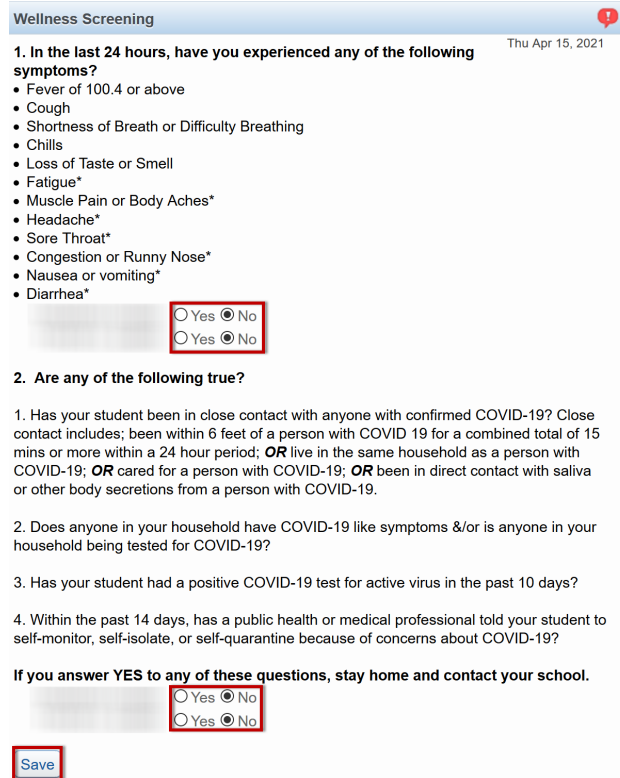 Wellness Screening
Thu Apr 15, 2021
1. In the last 24 hours, have you experienced any of the following
symptoms?
• Fever of 100.4 or above
• Cough
• Shortness of Breath or Difficulty Breathing
• Chills
• Loss of Taste or Smell
• Fatigue*
• Muscle Pain or Body Aches*
• Headache*
• Sore Throat*
• Congestion or Runny Nose*
• Nausea or vomiting*
• Diarrhea*
Yes No
Yes No
2. Are any of the following true?
1. Has your student been in close contact with anyone with confirmed COVID-19? Close
contact includes; been within 6 feet of a person with COVID 19 for a combined total of 15
mins or more within a 24 hour period; OR live in the same household as a person with
COVID-19; OR cared for a person with COVID-19; OR been in direct contact with saliva
or other body secretions from a person with COVID-19.
2. Does anyone in your household have COVID-19 like symptoms &/or is anyone in your
household being tested for COVID-19?
3. Has your student had a positive COVID-19 test for active virus in the past 10 days?
4. Within the past 14 days, has a public health or medical professional told your student to
self-monitor, self-isolate, or self-quarantine because of concerns about COVID-19?
If you answer YES to any of these questions, stay home and contact your school.
Yes No
Yes No
Save